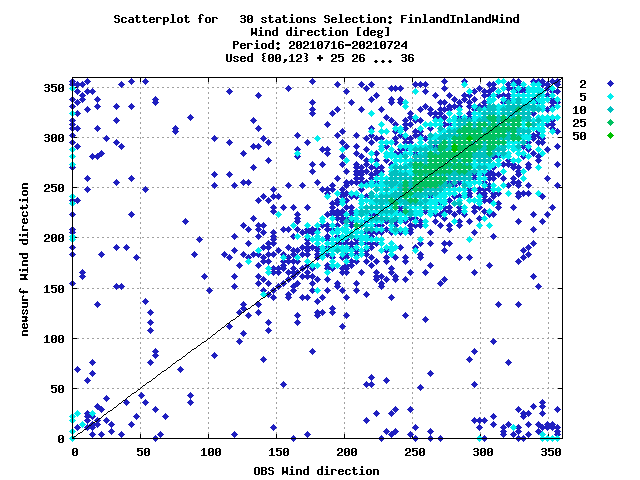 Scatterplot for   30 stations Selection: FinlandInlandWind
Wind direction [deg]
Period: 20210716-20210724
Used {00,12} + 25 26 ... 36
2
5
10
25
50
350
300
250
200
150
100
50
0
newsurf Wind direction
0 50 100 150 200 250 300 350
OBS Wind direction